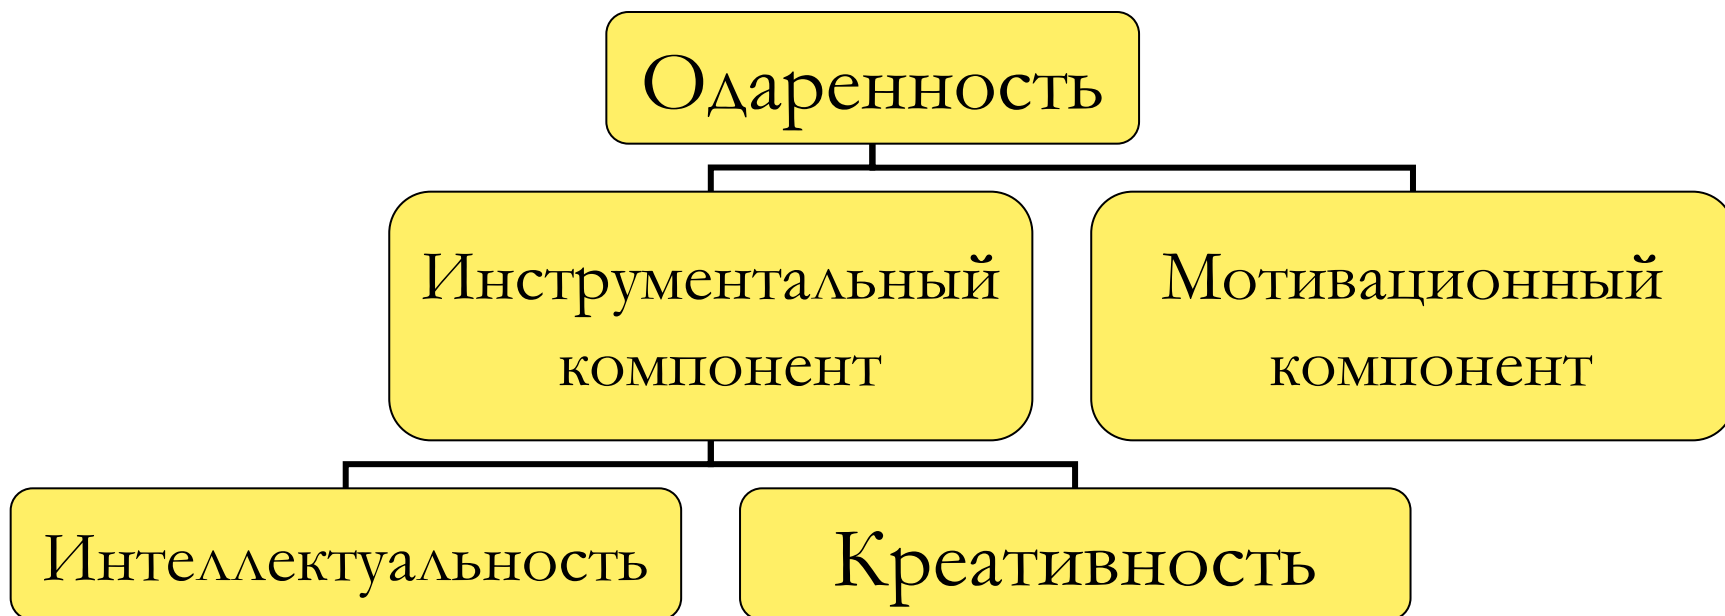 Одаренность
Инструментальный
компонент
Мотивационный
компонент
Интеллектуальность
Креативность